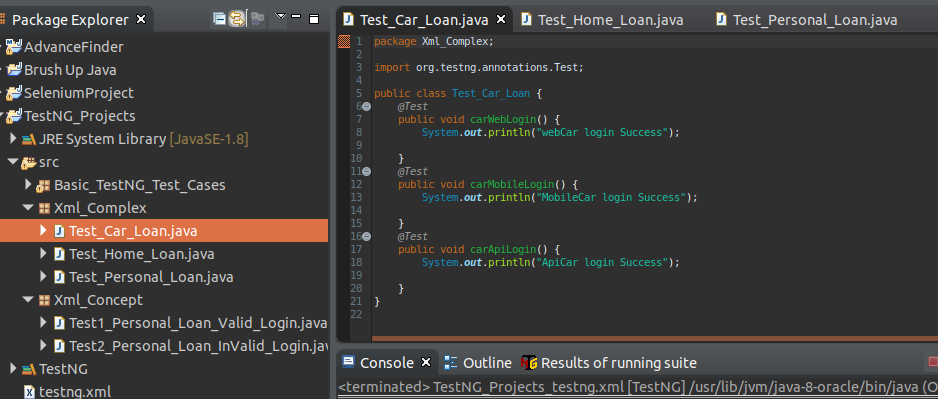 Package Explorer
AdvanceFinder
Brush Up Java
SeleniumProject
TestNG_Projects
JRE System Library [JavaSE-1.8]
src
Basic_TestNG_Test_Cases
Xml_Complex
Test_Car_Loan.java
Test_Home_Loan.java
Test_Personal_Loan.java
Xml_Concept
Test1_Personal_Loan_Valid_Login.java
Test2_Personal_Loan_InValid_Login.jav
TestNG
testng.xml
Test_Car_Loan.java Test_Home_Loan.java Test_Personal_Loan.java
1 package Xml_Complex;
2
3 import org.testng.annotations.Test;
4
5 public class Test_Car_Loan {
6 @Test
7 public void carWebLogin() {
8 System.out.println("webCar login Success");
9
10 }
11 @Test
12 public void carMobileLogin() {
13 System.out.println("MobileCar login Success");
14
15 }
16 @Test
17 public void carApiLogin() {
18 System.out.println("ApiCar login Success");
19
20 }
21 }
22
Console Outline Results of running suite
<terminated> TestNG_Projects_testng.xml [TestNG] /usr/lib/jvm/java-8-oracle/bin/java (O